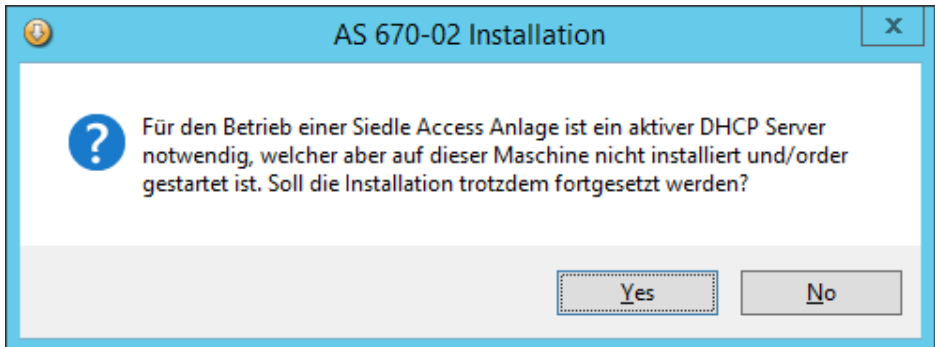 AS 670-02 Installation
x
Für den Betrieb einer Siedle Access Anlage ist ein aktiver DHCP Server
notwendig, welcher aber auf dieser Maschine nicht installiert und/order
gestartet ist. Soll die Installation trotzdem fortgesetzt werden?
?
Yes No